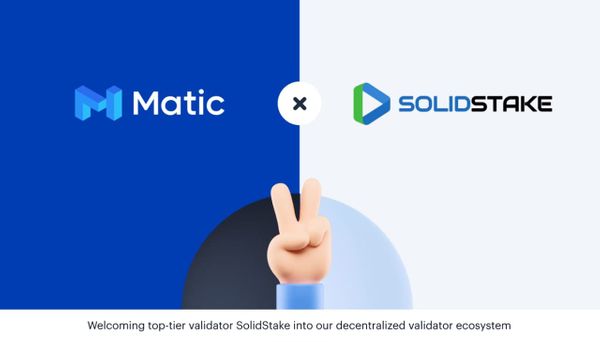 Matic
SOLIDSTAKE
Welcoming top-tier validator SolidStake into our decentralized validator ecosystem